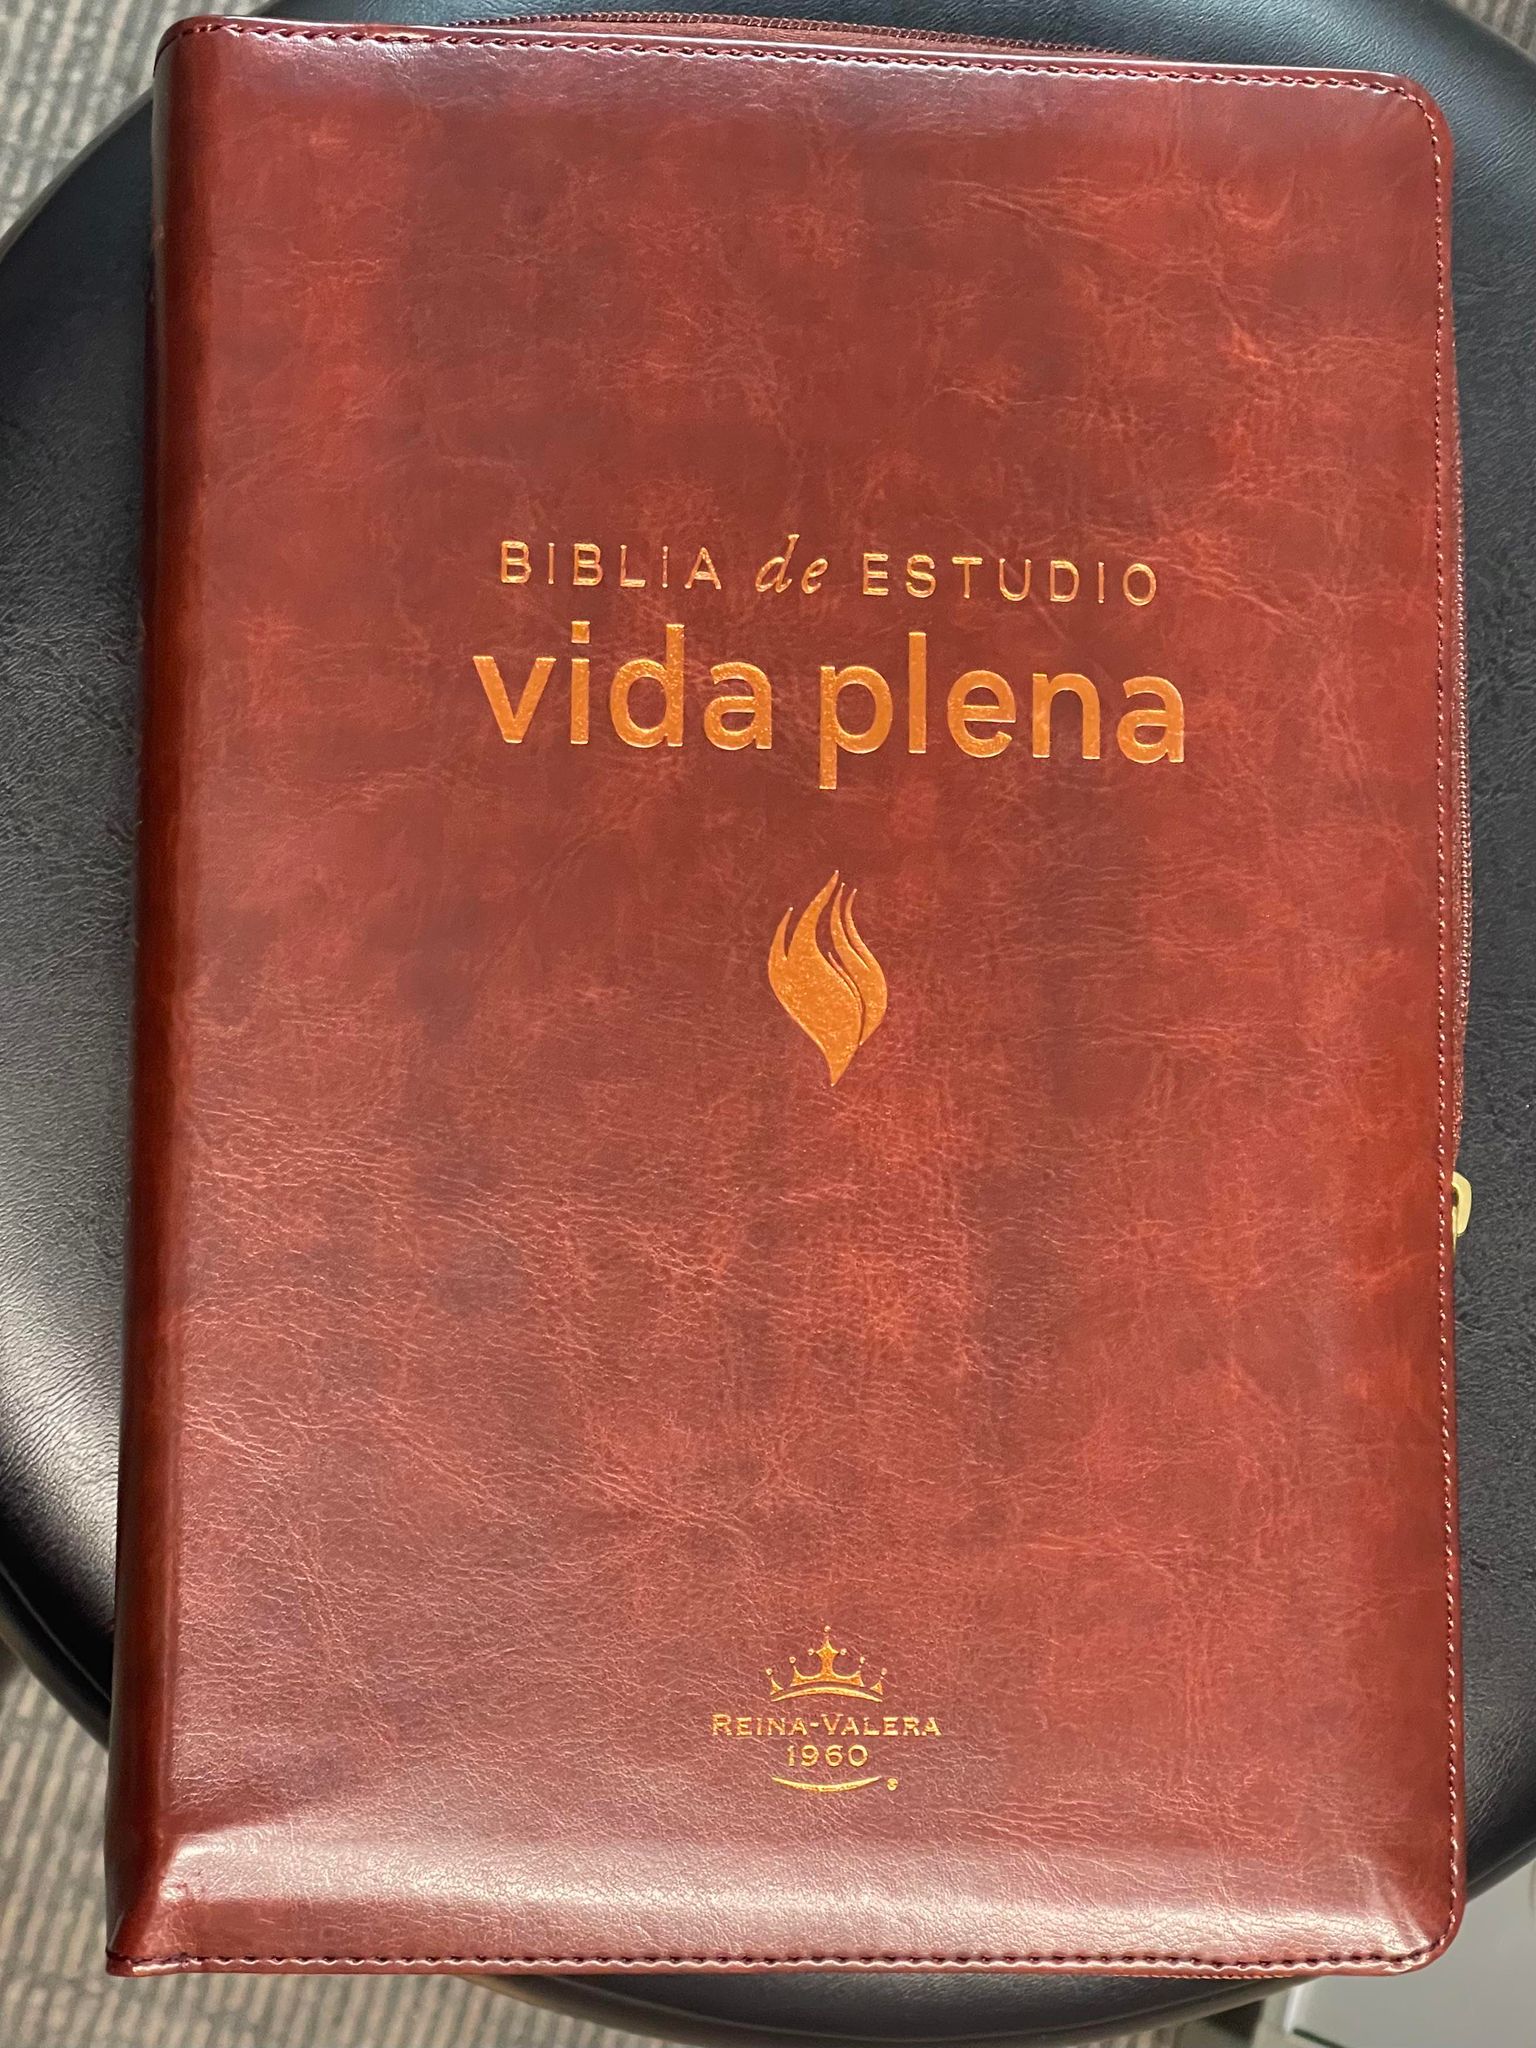 BIBLIA de ESTUDIO
vida plena
REINA-VALERA
1960
®